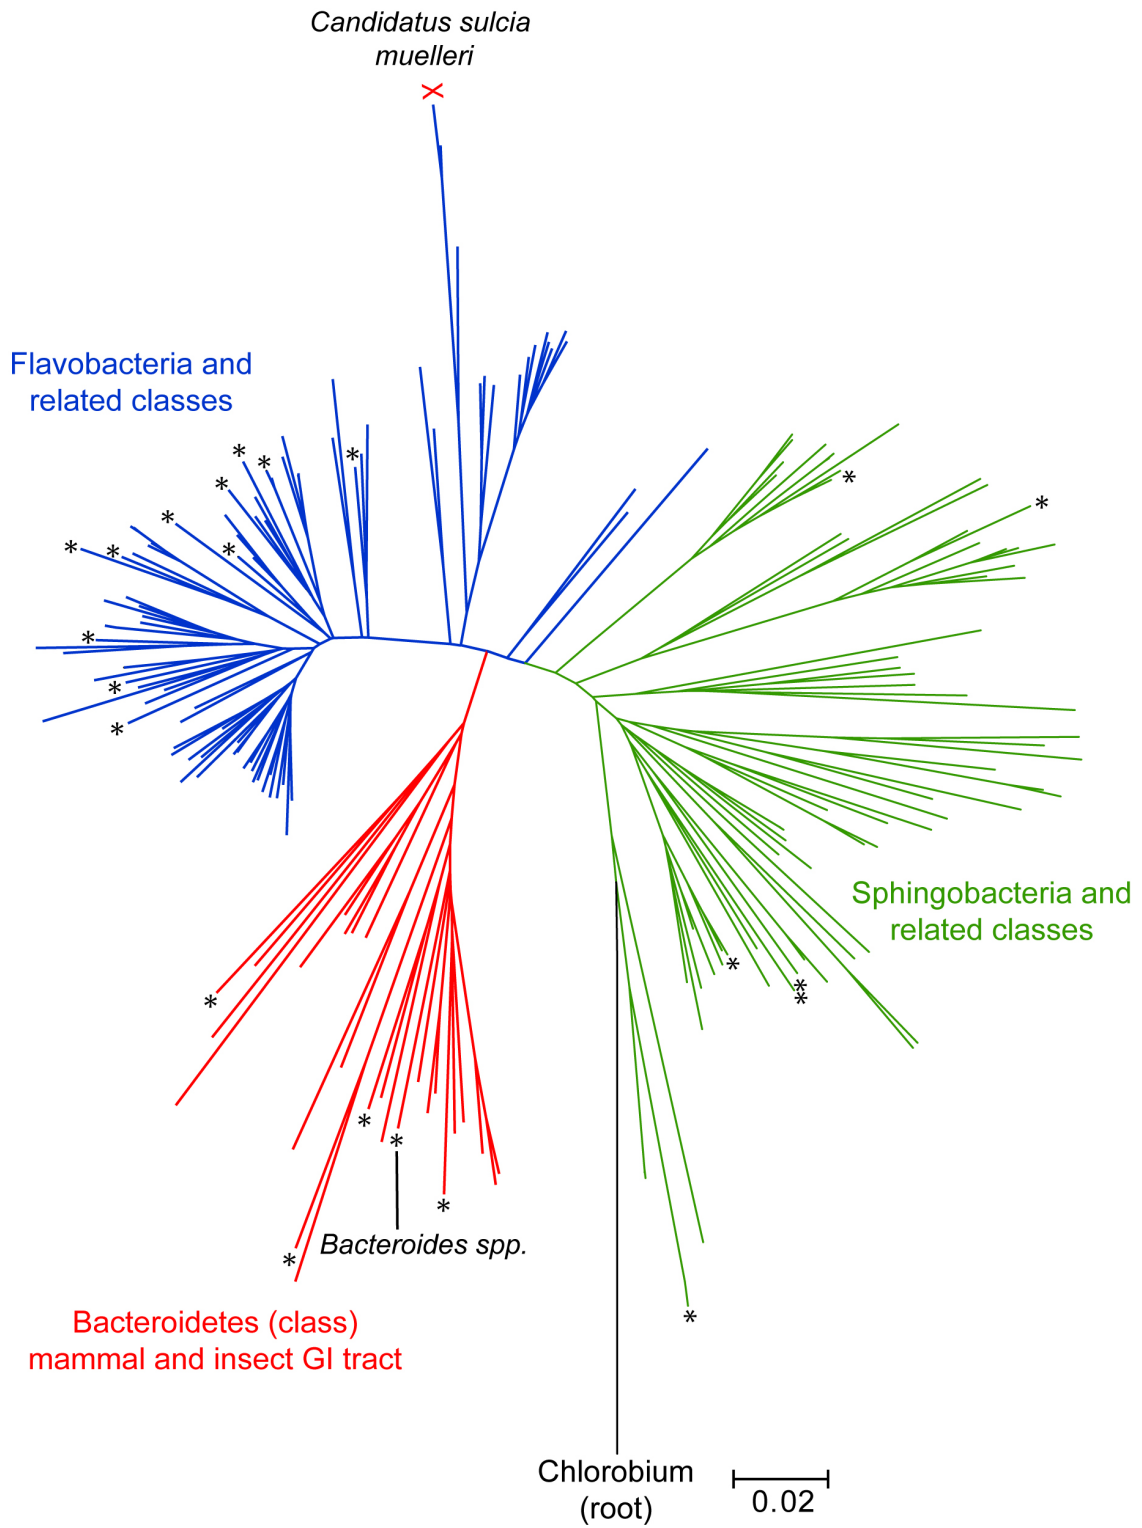 Candidatus sulcia
muelleri
X
Flavobacteria and
related classes
* * * * * * * * * * * *
* *
Sphingobacteria and
related classes
* * * *
* * * *
Bacteroides spp.
*
Bacteroidetes (class)
mammal and insect GI tract
Chlorobium
(root)
0.02